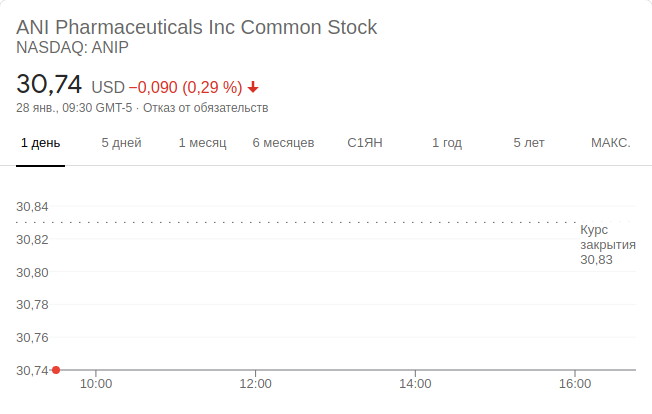 ANI Pharmaceuticals Inc Common Stock
NASDAQ: ANIP
30,74 USD −0,090 (0,29 %)
28 янв., 09:30 GMT-5 · Отказ от обязательств
1 день 5 дней 1 месяц 6 месяцев С1ЯН 1 год 5 лет МАКС.
30,84
30,82
30,80
30,78
30,76
30,74
Курс
закрытия
30,83
10:00 12:00 14:00 16:00